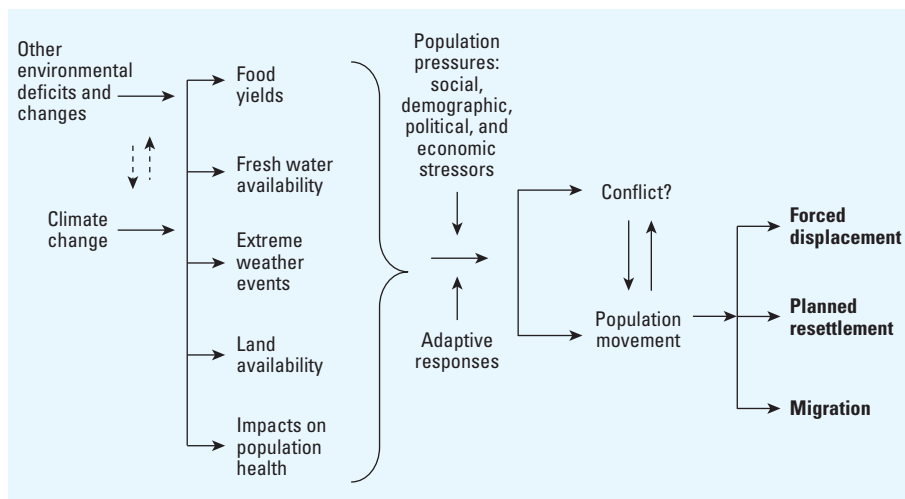 Other
environmental
deficits and
changes
Climate
change
Food
yields
Fresh water
availability
Extreme
weather
events
Land
availability
Impacts on
population
health
Population
pressures:
social,
demographic,
political, and
economic
stressors
Adaptive
responses
Conflict?
Population
movement
Forced
displacement
Planned
resettlement
Migration